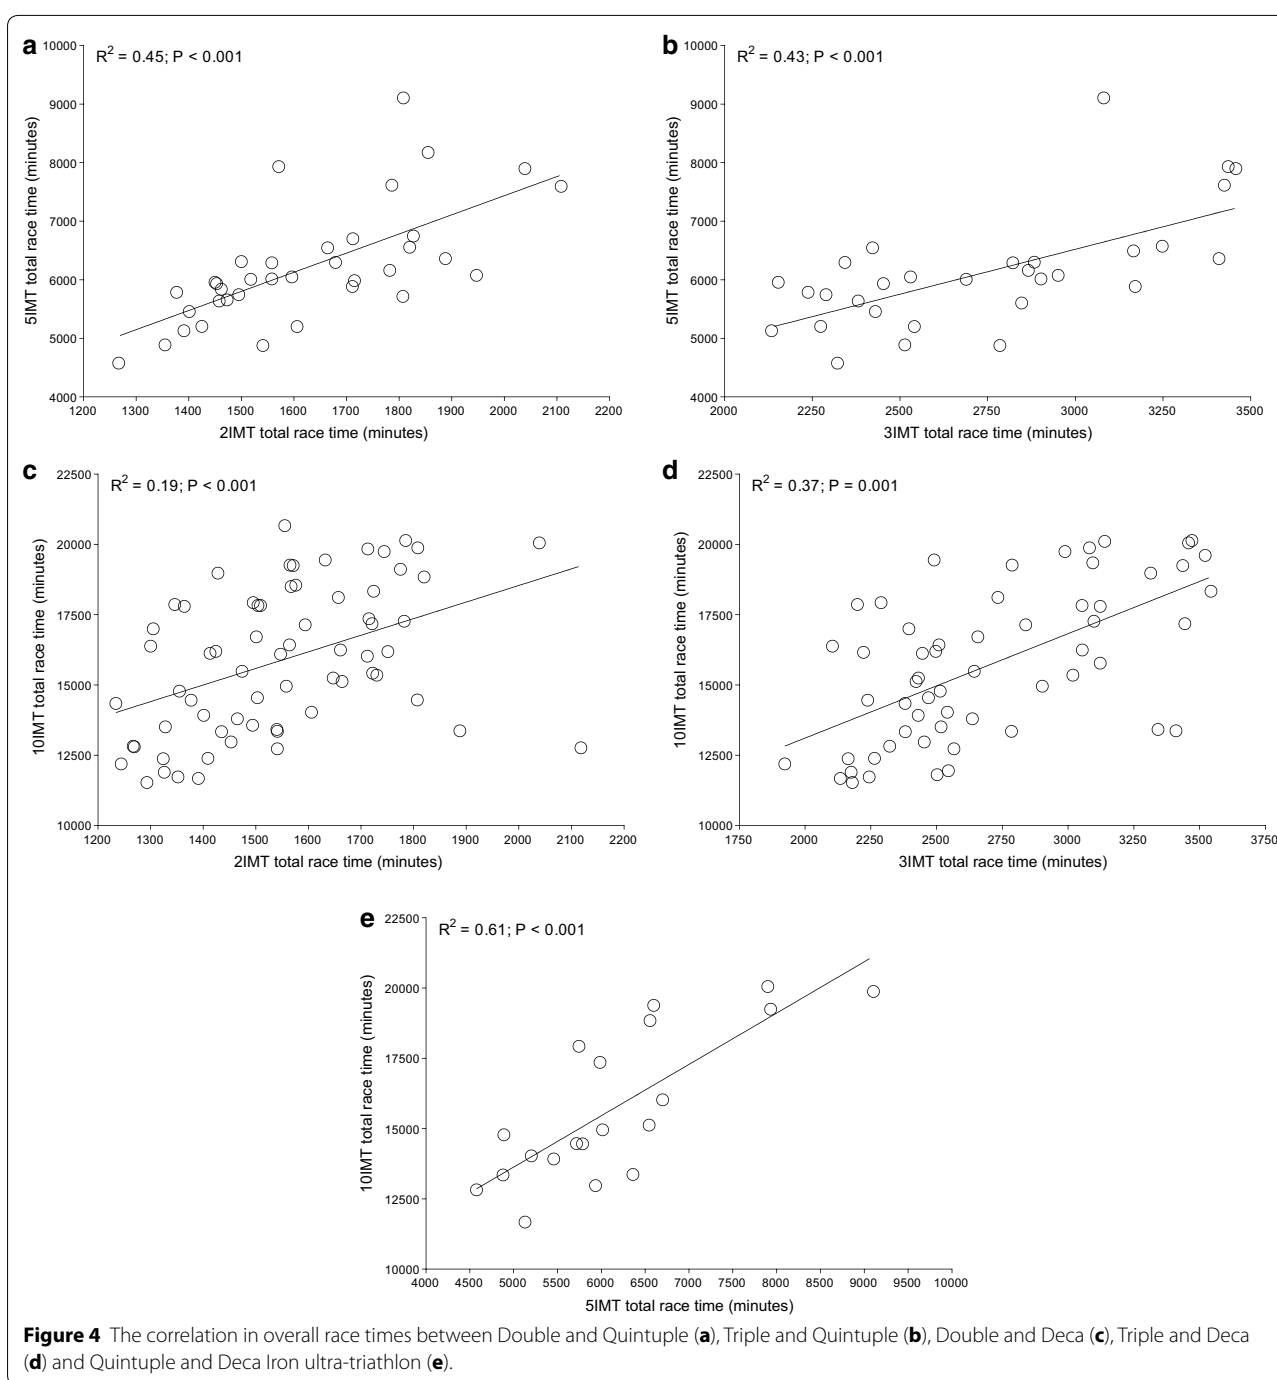 a
R² = 0.45; P < 0.001
10000
9000
8000
7000
6000
5000
4000
5IMT total race time (minutes)
1200 1300 1400 1500 1600 1700 1800 1900 2000 2100 2200
2IMT total race time (minutes)
b
R² = 0.43; P < 0.001
10000
9000
8000
7000
6000
5000
4000
5IMT total race time (minutes)
2000 2250 2500 2750 3000 3250 3500
3IMT total race time (minutes)
c
R² = 0.19; P < 0.001
22500
20000
17500
15000
12500
10000
10IMT total race time (minutes)
1200 1300 1400 1500 1600 1700 1800 1900 2000 2100 2200
2IMT total race time (minutes)
d
R² = 0.37; P = 0.001
22500
20000
17500
15000
12500
10000
10IMT total race time (minutes)
1750 2000 2250 2500 2750 3000 3250 3500 3750
3IMT total race time (minutes)
e
R² = 0.61; P < 0.001
22500
20000
17500
15000
12500
10000
10IMT total race time (minutes)
4000 4500 5000 5500 6000 6500 7000 7500 8000 8500 9000 9500 10000
5IMT total race time (minutes)
Figure 4 The correlation in overall race times between Double and Quintuple (a), Triple and Quintuple (b), Double and Deca (c), Triple and Deca
(d) and Quintuple and Deca Iron ultra-triathlon (e).